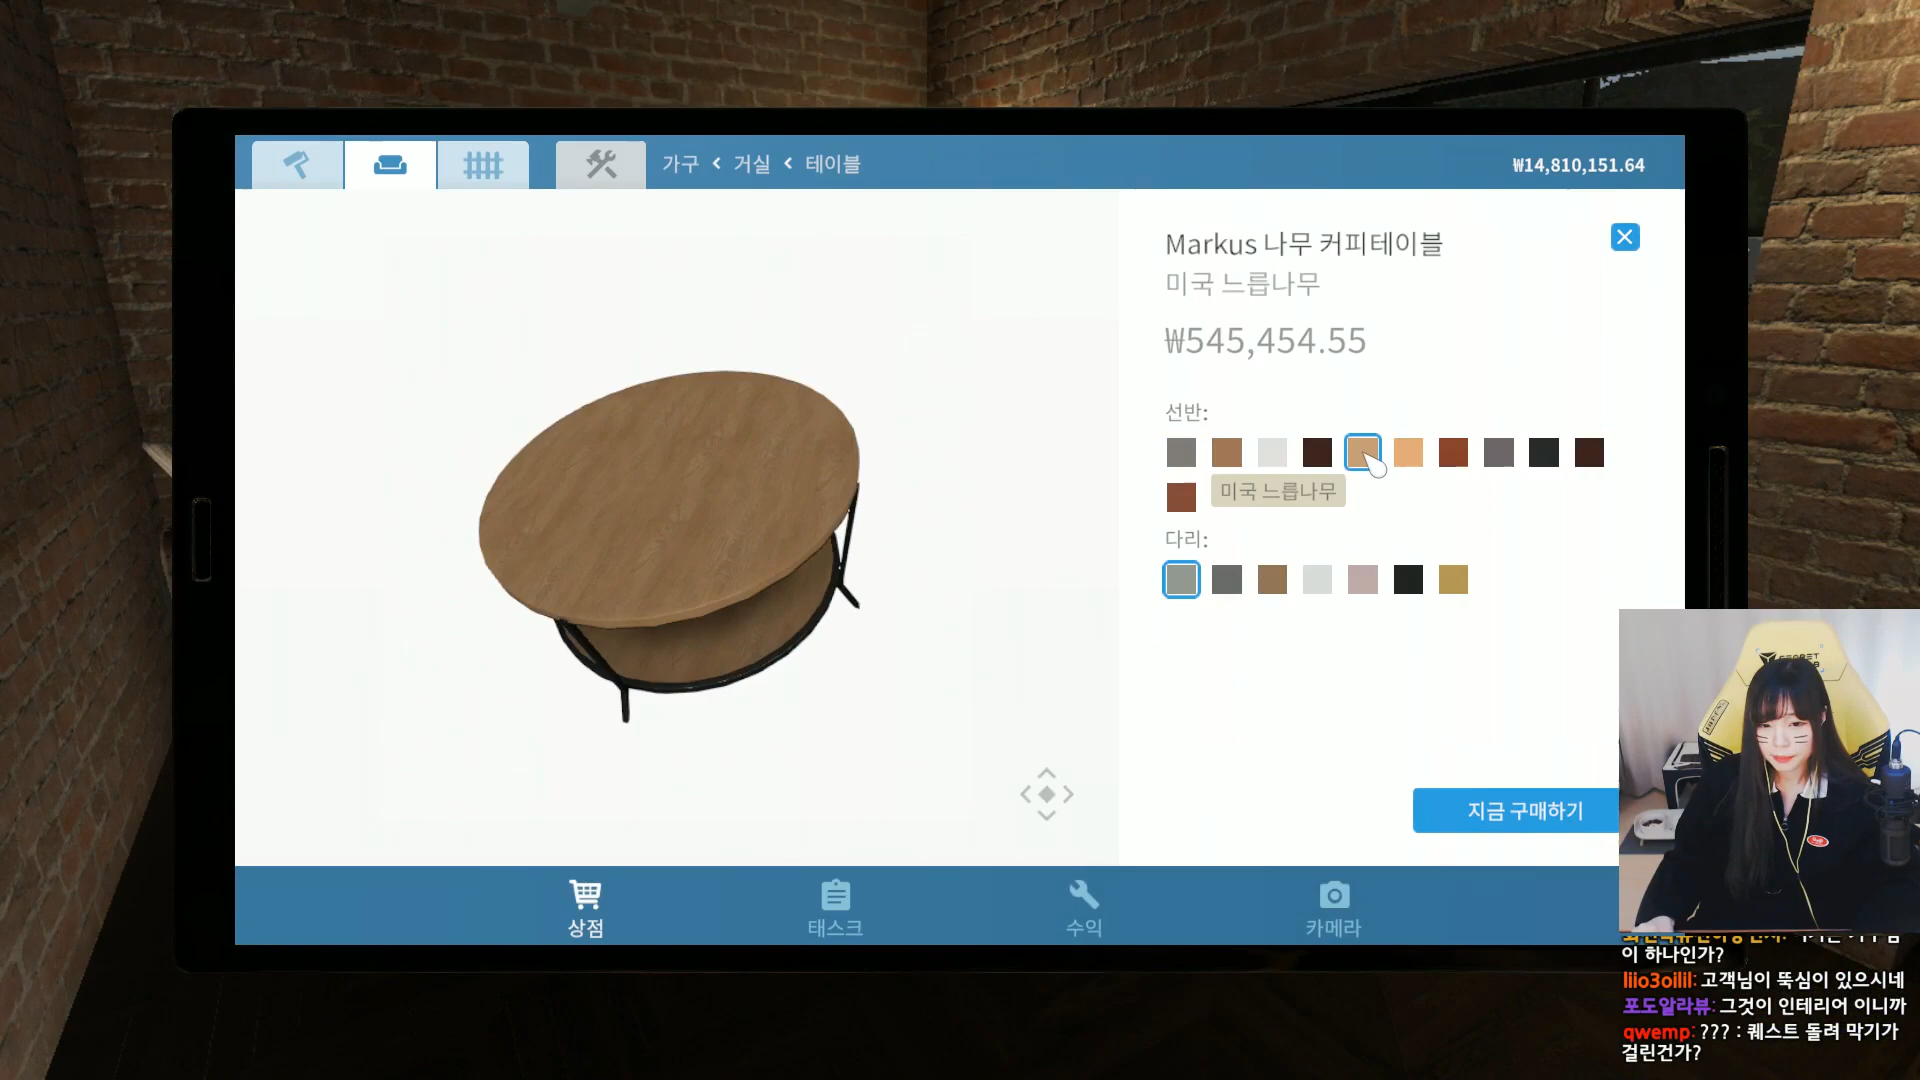 가구 < 거실 < 테이블
₩14,810,151.64
Markus 나무 커피테이블
미국 느릅나무
₩545,454.55
선반:
미국 느릅나무
다리:
지금 구매하기
상점
태스크
수익
카메라
이 하나인가?
liio3oilil: 고객님이 뚝심이 있으시네
포도알라뷰: 그것이 인테리어 이니까
qwemp: ??? : 퀘스트 돌려 막기가
걸린건가?